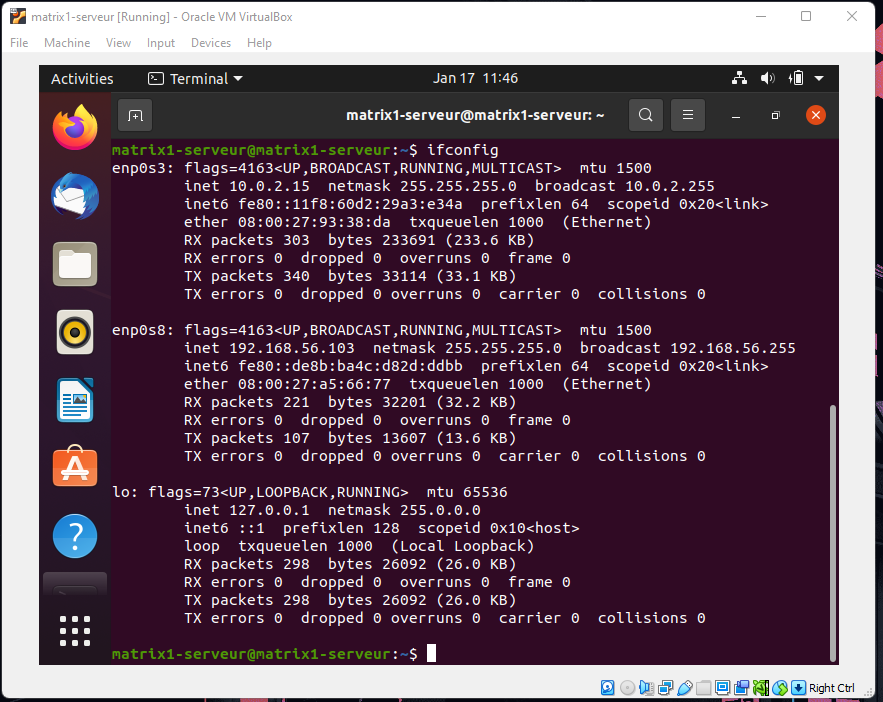 matrix1-serveur [Running] - Oracle VM VirtualBox
File Machine View Input Devices Help
Activities Terminal Jan 17 11:46
matrix1-serveur@matrix1-serveur: ~
matrix1-serveur@matrix1-serveur:~$ ifconfig
enp0s3: flags=4163<UP,BROADCAST,RUNNING,MULTICAST>  mtu 1500
        inet 10.0.2.15  netmask 255.255.255.0  broadcast 10.0.2.255
        inet6 fe80::11f8:60d2:29a3:e34a  prefixlen 64  scopeid 0x20<link>
        ether 08:00:27:93:38:da  txqueuelen 1000  (Ethernet)
        RX packets 303  bytes 233691 (233.6 KB)
        RX errors 0  dropped 0  overruns 0  frame 0
        TX packets 340  bytes 33114 (33.1 KB)
        TX errors 0  dropped 0 overruns 0  carrier 0  collisions 0
enp0s8: flags=4163<UP,BROADCAST,RUNNING,MULTICAST>  mtu 1500
        inet 192.168.56.103  netmask 255.255.255.0  broadcast 192.168.56.255
        inet6 fe80::de8b:ba4c:d82d:ddbb  prefixlen 64  scopeid 0x20<link>
        ether 08:00:27:a5:66:77  txqueuelen 1000  (Ethernet)
        RX packets 221  bytes 32201 (32.2 KB)
        RX errors 0  dropped 0  overruns 0  frame 0
        TX packets 107  bytes 13607 (13.6 KB)
        TX errors 0  dropped 0 overruns 0  carrier 0  collisions 0
lo: flags=73<UP,LOOPBACK,RUNNING>  mtu 65536
        inet 127.0.0.1  netmask 255.0.0.0
        inet6 ::1  prefixlen 128  scopeid 0x10<host>
        loop  txqueuelen 1000  (Local Loopback)
        RX packets 298  bytes 26092 (26.0 KB)
        RX errors 0  dropped 0  overruns 0  frame 0
        TX packets 298  bytes 26092 (26.0 KB)
        TX errors 0  dropped 0 overruns 0  carrier 0  collisions 0
matrix1-serveur@matrix1-serveur:~$
Right Ctrl